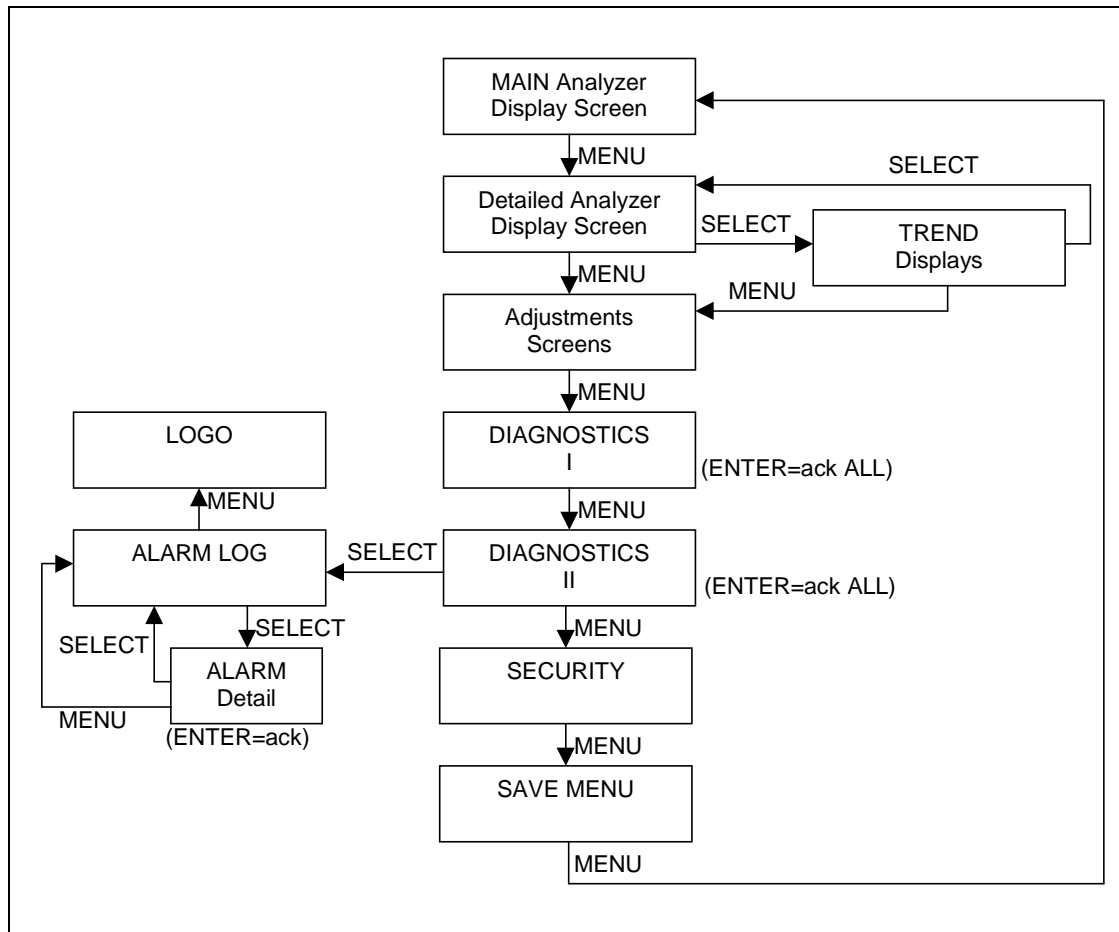 MAIN Analyzer
Display Screen
MENU
SELECT
Detailed Analyzer
Display Screen
SELECT
TREND
Displays
MENU
MENU
Adjustments
Screens
MENU
LOGO
DIAGNOSTICS
I
(ENTER=ack ALL)
MENU
MENU
ALARM LOG
SELECT
DIAGNOSTICS
II
(ENTER=ack ALL)
SELECT
SELECT
MENU
ALARM
Detail
SECURITY
MENU
(ENTER=ack)
MENU
SAVE MENU
MENU